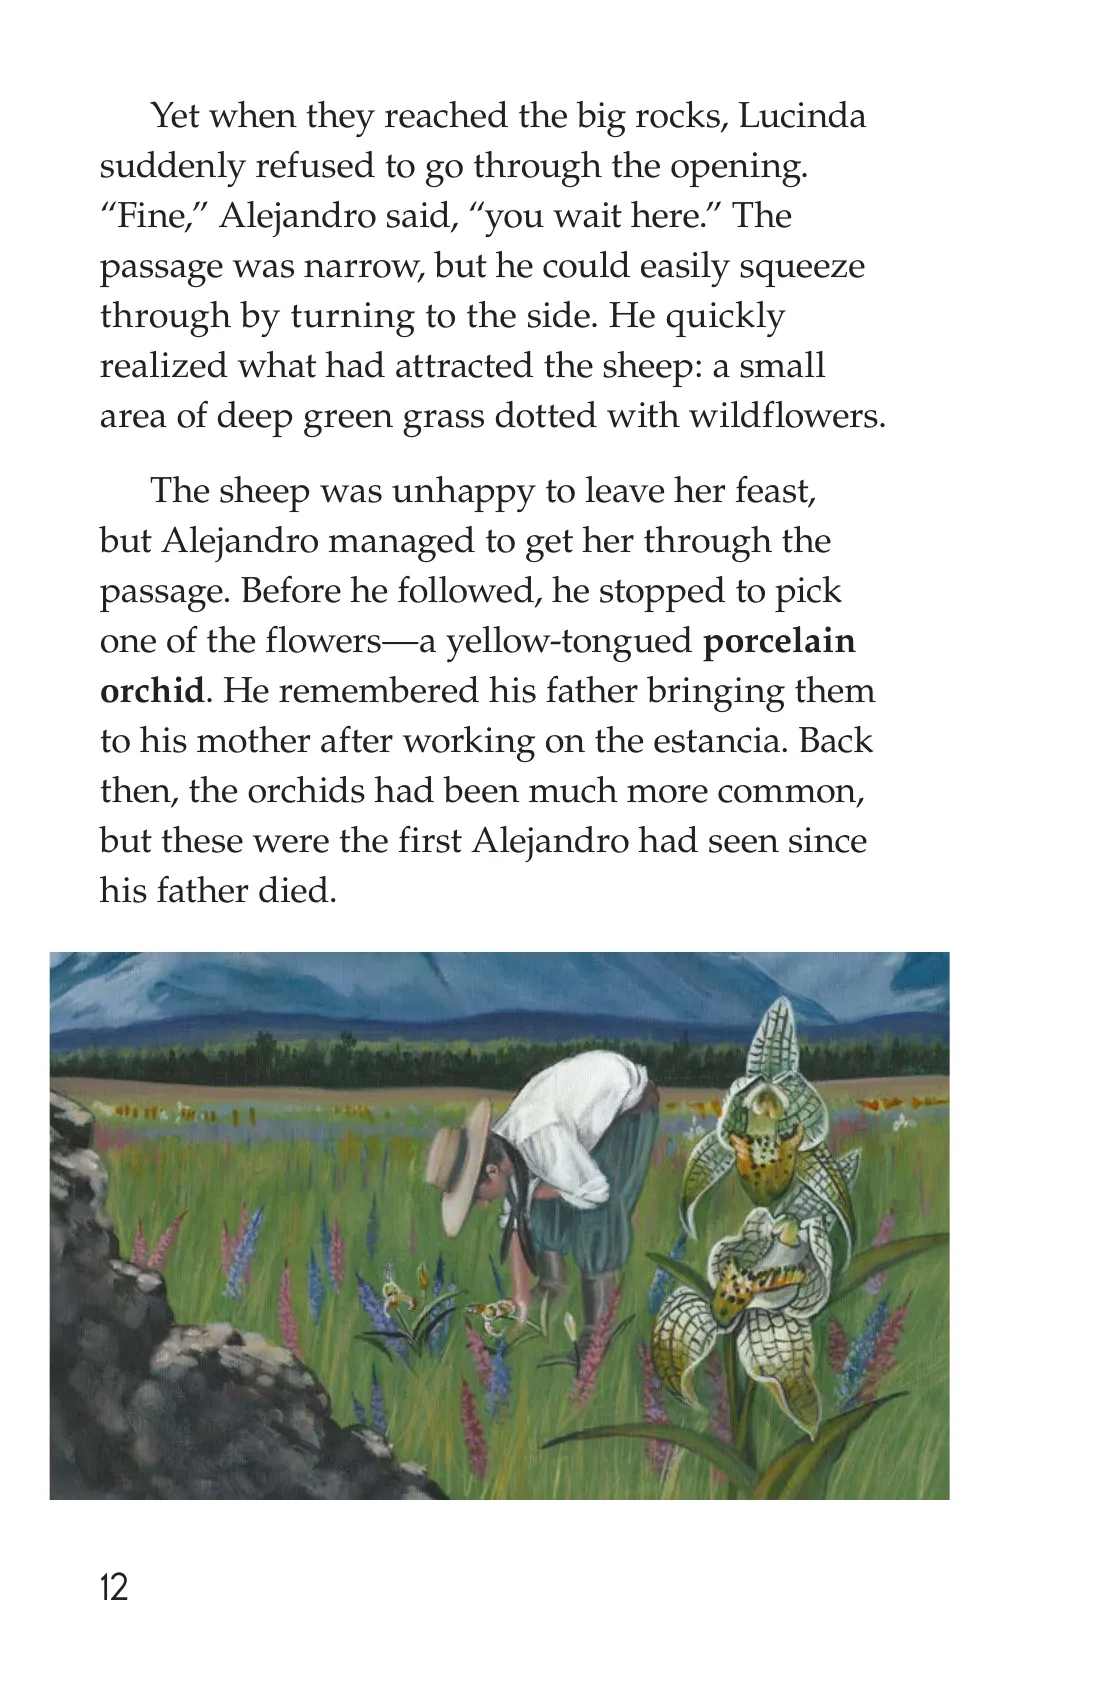 Yet when they reached the big rocks, Lucinda
suddenly refused to go through the opening.
“Fine,” Alejandro said, “you wait here.” The
passage was narrow, but he could easily squeeze
through by turning to the side. He quickly
realized what had attracted the sheep: a small
area of deep green grass dotted with wildflowers.
The sheep was unhappy to leave her feast,
but Alejandro managed to get her through the
passage. Before he followed, he stopped to pick
one of the flowers—a yellow-tongued porcelain
orchid. He remembered his father bringing them
to his mother after working on the estancia. Back
then, the orchids had been much more common,
but these were the first Alejandro had seen since
his father died.
12